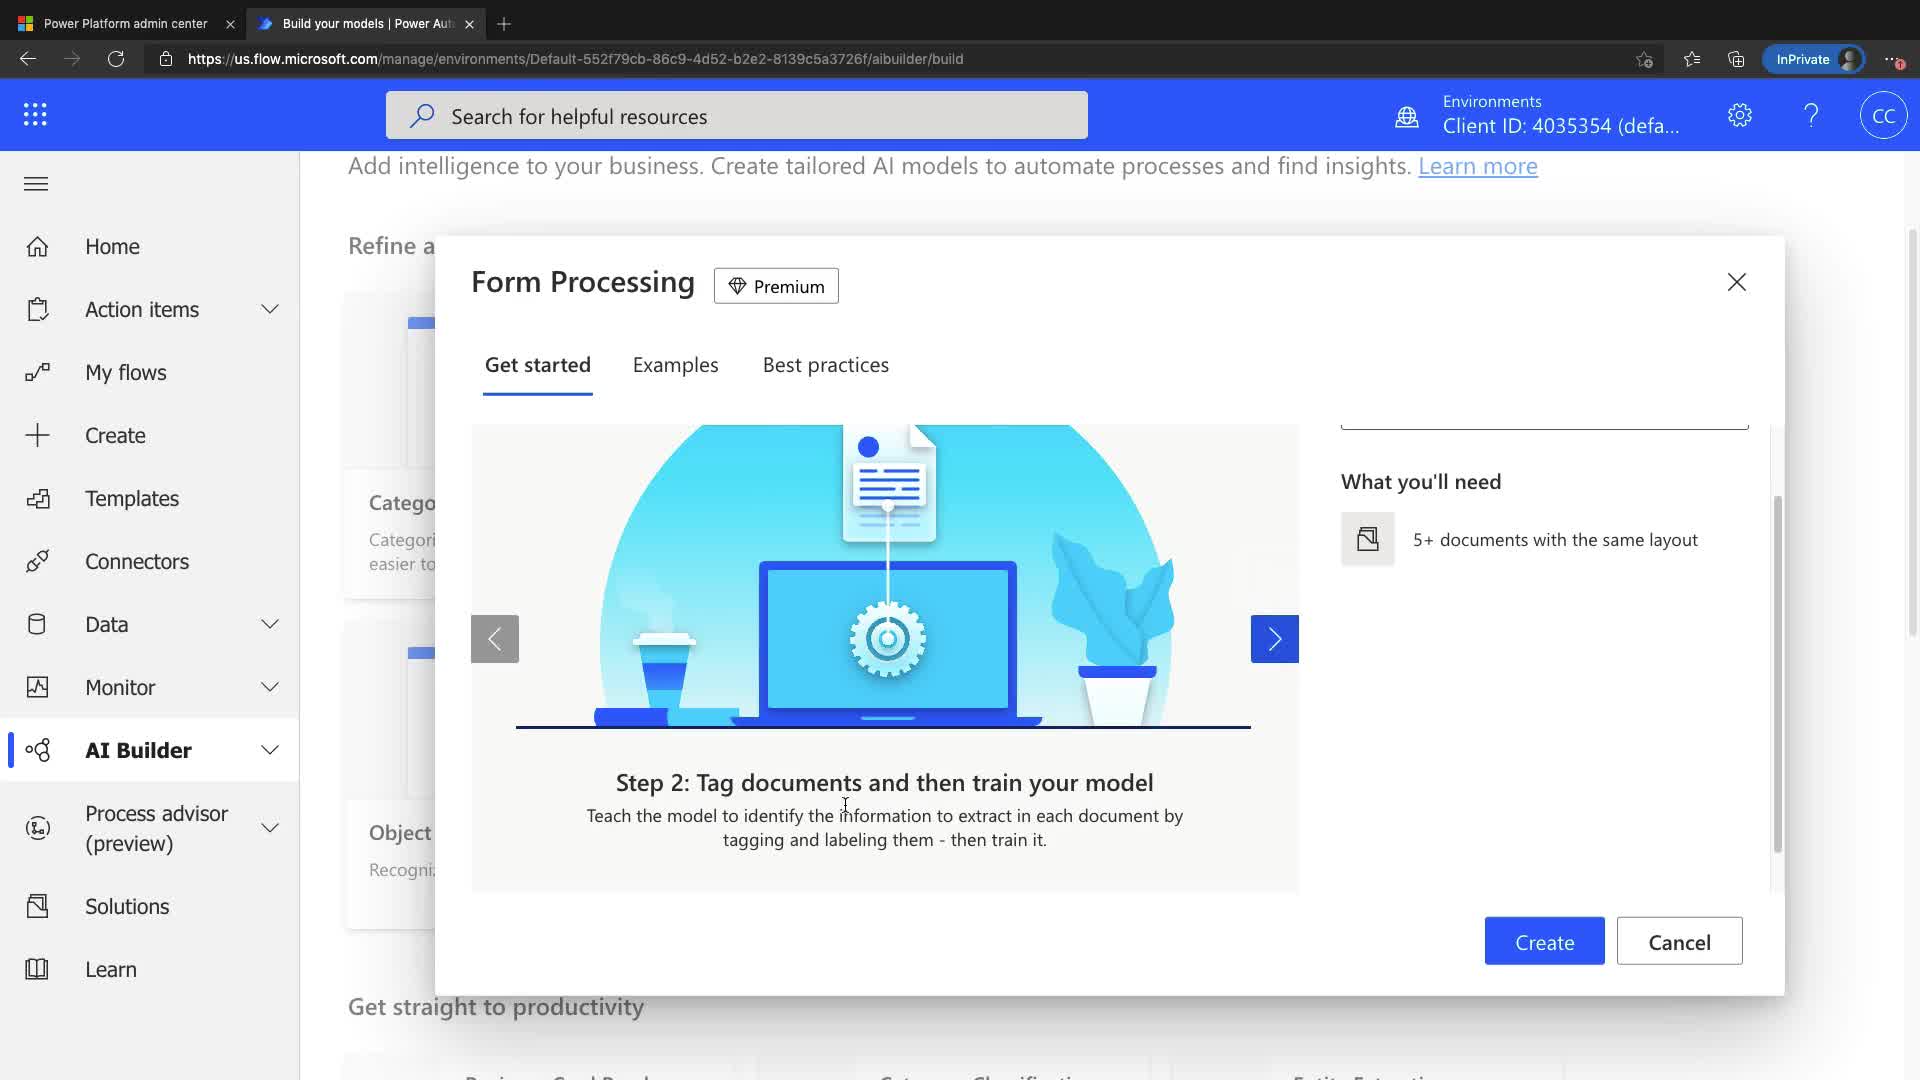 Power Platform admin center
Build your models | Power Aut
https://us.flow.microsoft.com/manage/environments/Default-552f79cb-86c9-4d52-b2e2-8139c5a3726f/aibuilder/build
InPrivate
Search for helpful resources
Environments
Client ID: 4035354 (defa...
CC
Add intelligence to your business. Create tailored AI models to automate processes and find insights. Learn more
Home
Action items
My flows
Create
Templates
Connectors
Data
Monitor
AI Builder
Process advisor
(preview)
Solutions
Learn
Refine a
Catego
Categori
easier to
Object
Recogniz
Form Processing
Premium
Get started
Examples
Best practices
What you'll need
5+ documents with the same layout
Step 2: Tag documents and then train your model
Teach the model to identify the information to extract in each document by
tagging and labeling them - then train it.
Create
Cancel
Get straight to productivity